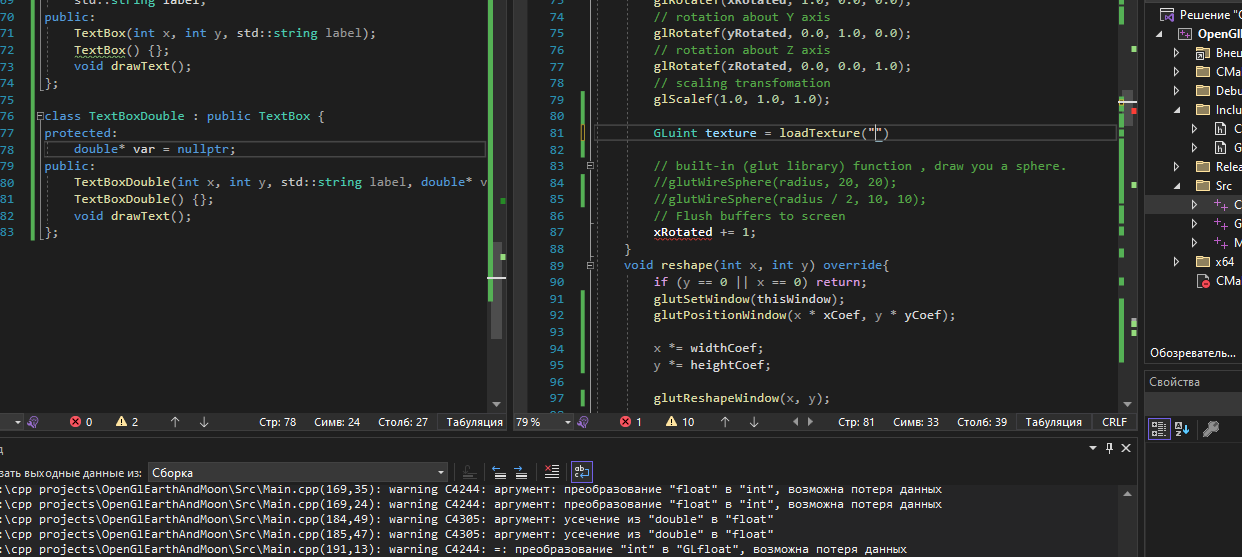 69 std::string label;
70 public:
71 TextBox(int x, int y, std::string label);
72 TextBox() {};
73 void drawText();
74 };
75
76 class TextBoxDouble : public TextBox {
77 protected:
78 double* var = nullptr;
79 public:
80 TextBoxDouble(int x, int y, std::string label, double* v
81 TextBoxDouble() {};
82 void drawText();
83 };
73 glRotatef(xRotated, 1.0, 0.0, 0.0);
74 // rotation about Y axis
75 glRotatef(yRotated, 0.0, 1.0, 0.0);
76 // rotation about Z axis
77 glRotatef(zRotated, 0.0, 0.0, 1.0);
78 // scaling transfomation
79 glScalef(1.0, 1.0, 1.0);
80
81 GLuint texture = loadTexture("")
82
83 // built-in (glut library) function , draw you a sphere.
84 //glutWireSphere(radius, 20, 20);
85 //glutWireSphere(radius / 2, 10, 10);
86 // Flush buffers to screen
87 xRotated += 1;
88 }
89 void reshape(int x, int y) override{
90 if (y == 0 || x == 0) return;
91 glutSetWindow(thisWindow);
92 glutPositionWindow(x * xCoef, y * yCoef);
93
94 x *= widthCoef;
95 y *= heightCoef;
96
97 glutReshapeWindow(x, y);
Решение "O
OpenGlE
Внец
CMa
Debu
Inclu
C
G
Relea
Src
C
G
M
x64
CMa
Обозреватель...
Свойства
0 2 Стр: 78 Симв: 24 Столб: 27 Табуляция
79 % 1 10 Стр: 81 Симв: 33 Столб: 39 Табуляция CRLF
зать выходные данные из: Сборка
:\cpp projects\OpenGlEarthAndMoon\Src\Main.cpp(169,35): warning C4244: аргумент: преобразование "float" в "int", возможна потеря данных
:\cpp projects\OpenGlEarthAndMoon\Src\Main.cpp(169,24): warning C4244: аргумент: преобразование "float" в "int", возможна потеря данных
:\cpp projects\OpenGlEarthAndMoon\Src\Main.cpp(184,49): warning C4305: аргумент: усечение из "double" в "float"
:\cpp projects\OpenGlEarthAndMoon\Src\Main.cpp(185,47): warning C4305: аргумент: усечение из "double" в "float"
:\cpp projects\OpenGlEarthAndMoon\Src\Main.cpp(191,13): warning C4244: =: преобразование "int" в "GLfloat", возможна потеря данных